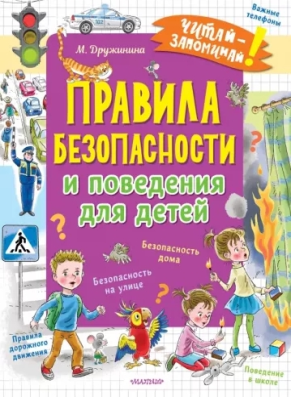 Важные
телефоны
ЧИТАЙ-
ЗАПОМИНАЙ!
М. Дружинина
ПРАВИЛА
БЕЗОПАСНОСТИ
и поведения
для детей
Безопасность
дома
Безопасность
на улице
Правила
дорожного
движения
Поведение
в школе
МАЛЫШ